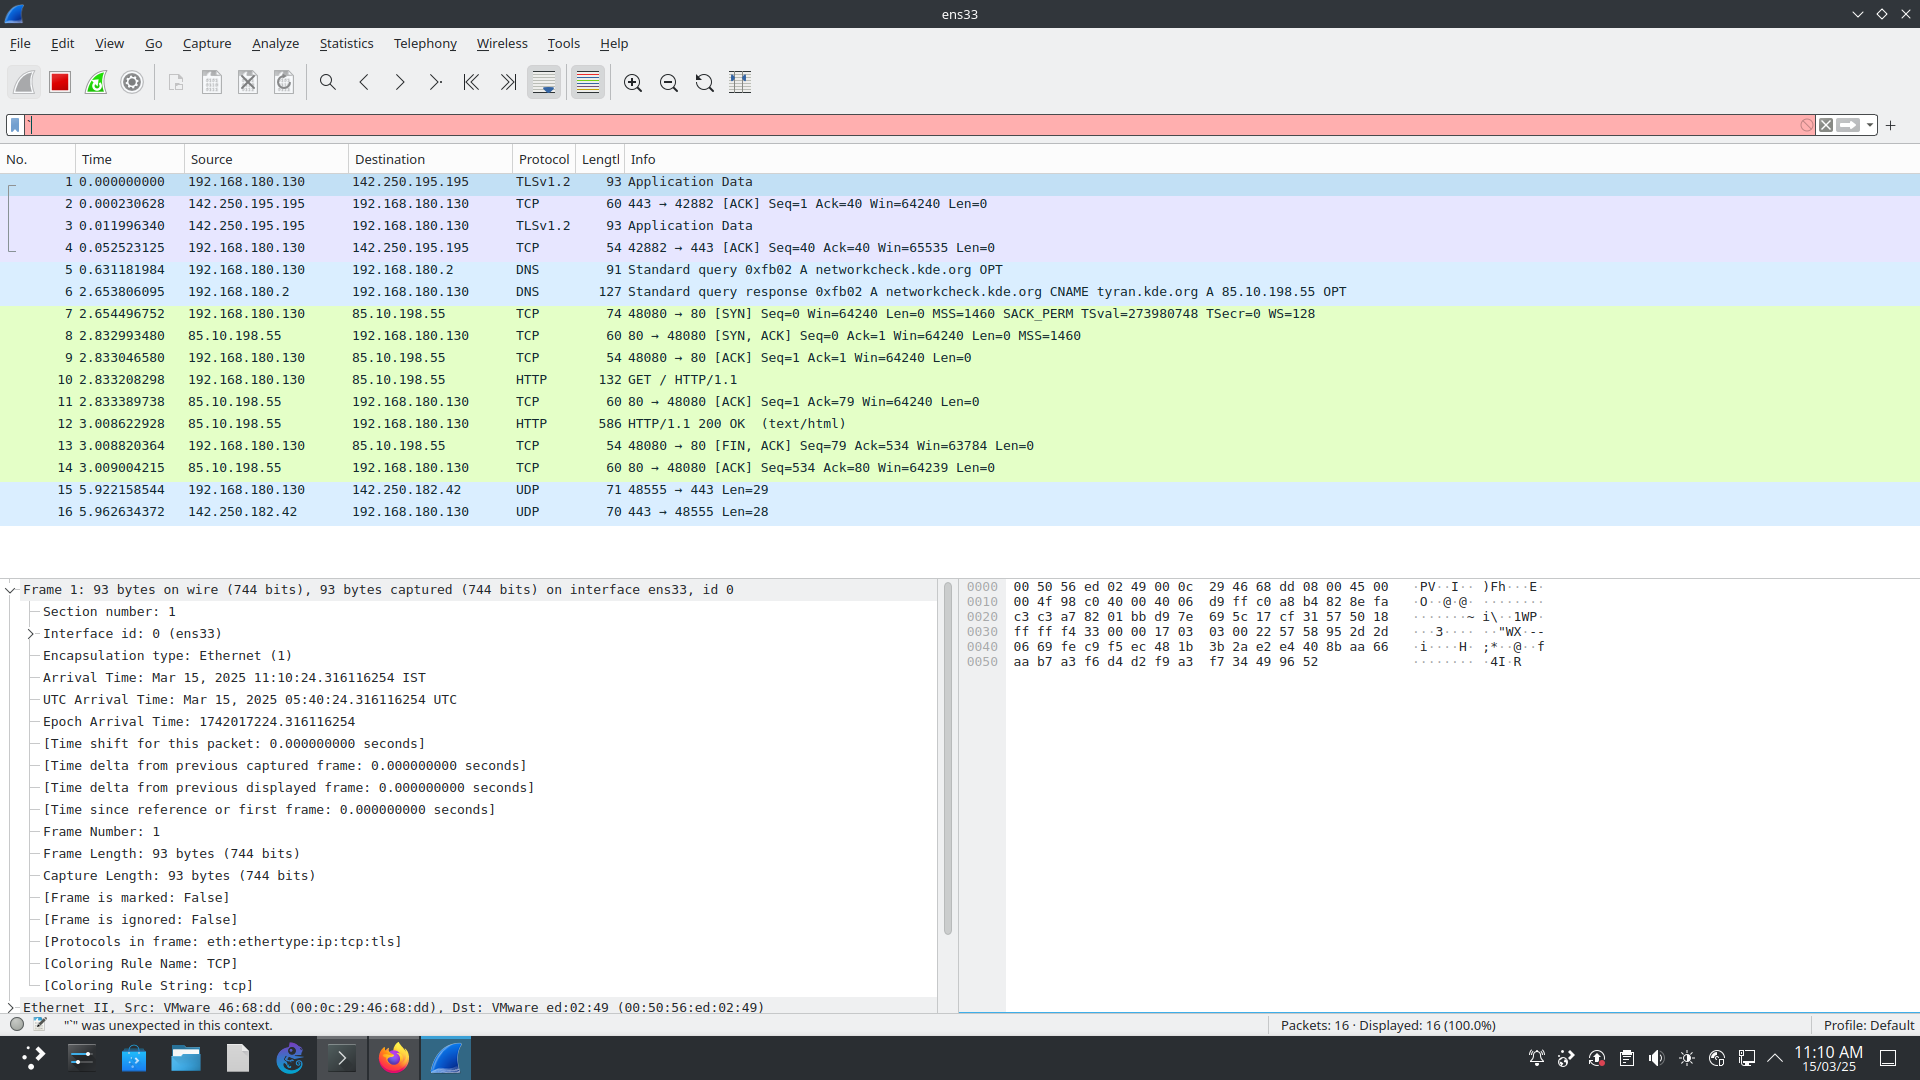 ens33
File Edit View Go Capture Analyze Statistics Telephony Wireless Tools Help
`
No. Time Source Destination Protocol Lengtl Info
1 0.000000000 192.168.180.130 142.250.195.195 TLSv1.2 93 Application Data
2 0.000230628 142.250.195.195 192.168.180.130 TCP 60 443 → 42882 [ACK] Seq=1 Ack=40 Win=64240 Len=0
3 0.011996340 142.250.195.195 192.168.180.130 TLSv1.2 93 Application Data
4 0.052523125 192.168.180.130 142.250.195.195 TCP 54 42882 → 443 [ACK] Seq=40 Ack=40 Win=65535 Len=0
5 0.631181984 192.168.180.130 192.168.180.2 DNS 91 Standard query 0xfb02 A networkcheck.kde.org OPT
6 2.653806095 192.168.180.2 192.168.180.130 DNS 127 Standard query response 0xfb02 A networkcheck.kde.org CNAME tyran.kde.org A 85.10.198.55 OPT
7 2.654496752 192.168.180.130 85.10.198.55 TCP 74 48080 → 80 [SYN] Seq=0 Win=64240 Len=0 MSS=1460 SACK_PERM TSval=273980748 TSecr=0 WS=128
8 2.832993480 85.10.198.55 192.168.180.130 TCP 60 80 → 48080 [SYN, ACK] Seq=0 Ack=1 Win=64240 Len=0 MSS=1460
9 2.833046580 192.168.180.130 85.10.198.55 TCP 54 48080 → 80 [ACK] Seq=1 Ack=1 Win=64240 Len=0
10 2.833208298 192.168.180.130 85.10.198.55 HTTP 132 GET / HTTP/1.1
11 2.833389738 85.10.198.55 192.168.180.130 TCP 60 80 → 48080 [ACK] Seq=1 Ack=79 Win=64240 Len=0
12 3.008622928 85.10.198.55 192.168.180.130 HTTP 586 HTTP/1.1 200 OK (text/html)
13 3.008820364 192.168.180.130 85.10.198.55 TCP 54 48080 → 80 [FIN, ACK] Seq=79 Ack=534 Win=63784 Len=0
14 3.009004215 85.10.198.55 192.168.180.130 TCP 60 80 → 48080 [ACK] Seq=534 Ack=80 Win=64239 Len=0
15 5.922158544 192.168.180.130 142.250.182.42 UDP 71 48555 → 443 Len=29
16 5.962634372 142.250.182.42 192.168.180.130 UDP 70 443 → 48555 Len=28
Frame 1: 93 bytes on wire (744 bits), 93 bytes captured (744 bits) on interface ens33, id 0
Section number: 1
Interface id: 0 (ens33)
Encapsulation type: Ethernet (1)
Arrival Time: Mar 15, 2025 11:10:24.316116254 IST
UTC Arrival Time: Mar 15, 2025 05:40:24.316116254 UTC
Epoch Arrival Time: 1742017224.316116254
[Time shift for this packet: 0.000000000 seconds]
[Time delta from previous captured frame: 0.000000000 seconds]
[Time delta from previous displayed frame: 0.000000000 seconds]
[Time since reference or first frame: 0.000000000 seconds]
Frame Number: 1
Frame Length: 93 bytes (744 bits)
Capture Length: 93 bytes (744 bits)
[Frame is marked: False]
[Frame is ignored: False]
[Protocols in frame: eth:ethertype:ip:tcp:tls]
[Coloring Rule Name: TCP]
[Coloring Rule String: tcp]
Ethernet II, Src: VMware 46:68:dd (00:0c:29:46:68:dd), Dst: VMware ed:02:49 (00:50:56:ed:02:49)
0000 00 50 56 ed 02 49 00 0c 29 46 68 dd 08 00 45 00 ·PV··I·· )Fh···E·
0010 00 4f 98 c0 40 00 40 06 d9 ff c0 a8 b4 82 8e fa ·O··@·@· ········
0020 c3 c3 a7 82 01 bb d9 7e 69 5c 17 cf 31 57 50 18 ·······~ i\··1WP·
0030 ff ff f4 33 00 00 17 03 03 00 22 57 58 95 2d 2d ···3···· ··"WX·--
0040 06 69 fe c9 f5 ec 48 1b 3b 2a e2 e4 40 8b aa 66 ·i····H· ;*··@··f
0050 aa b7 a3 f6 d4 d2 f9 a3 f7 34 49 96 52 ········ ·4I·R
"`" was unexpected in this context.
Packets: 16 · Displayed: 16 (100.0%)
Profile: Default
11:10 AM
15/03/25